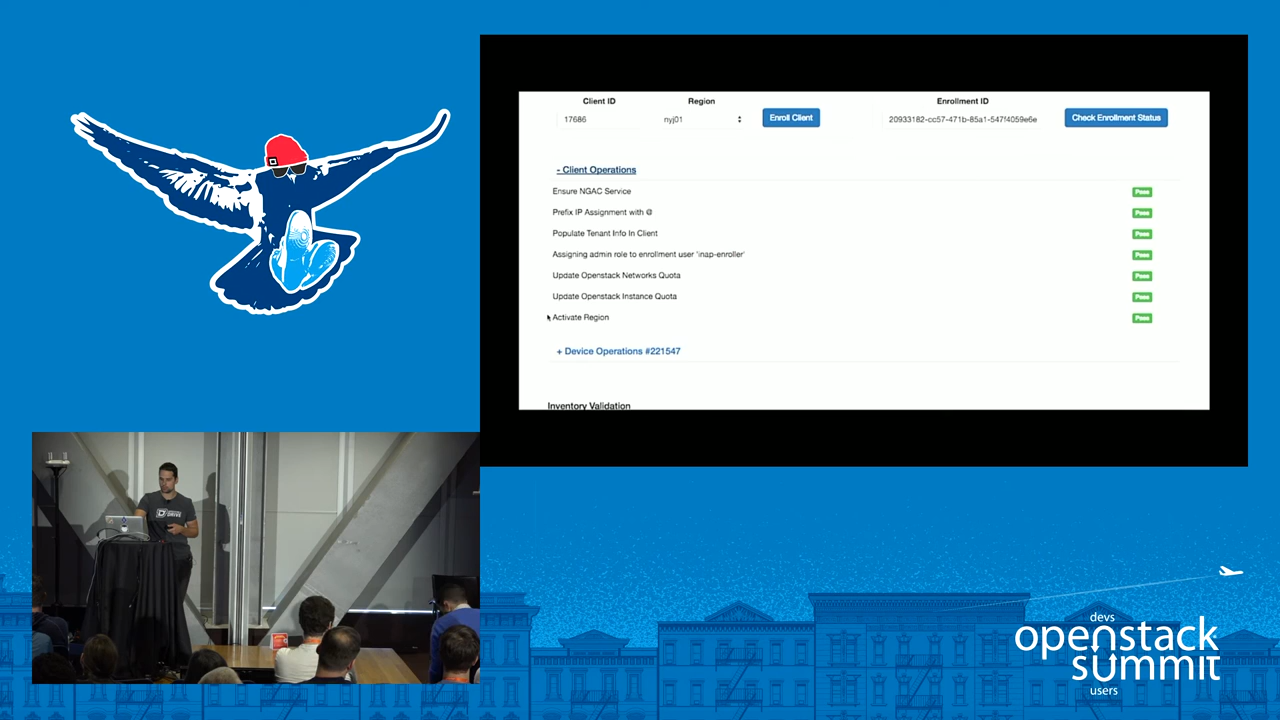 Client ID
Region
Enrollment ID
17686
nyj01
Enroll Client
20933182-cc57-471b-85a1-547f4059e6e
Check Enrollment Status
- Client Operations
Ensure NGAC Service
Pass
Prefix IP Assignment with @
Pass
Populate Tenant Info In Client
Pass
Assigning admin role to enrollment user 'inap-enroller'
Pass
Update Openstack Networks Quota
Pass
Update Openstack Instance Quota
Pass
Activate Region
Pass
+ Device Operations #221547
Inventory Validation
DRIVE
devs
openstack
summit
users